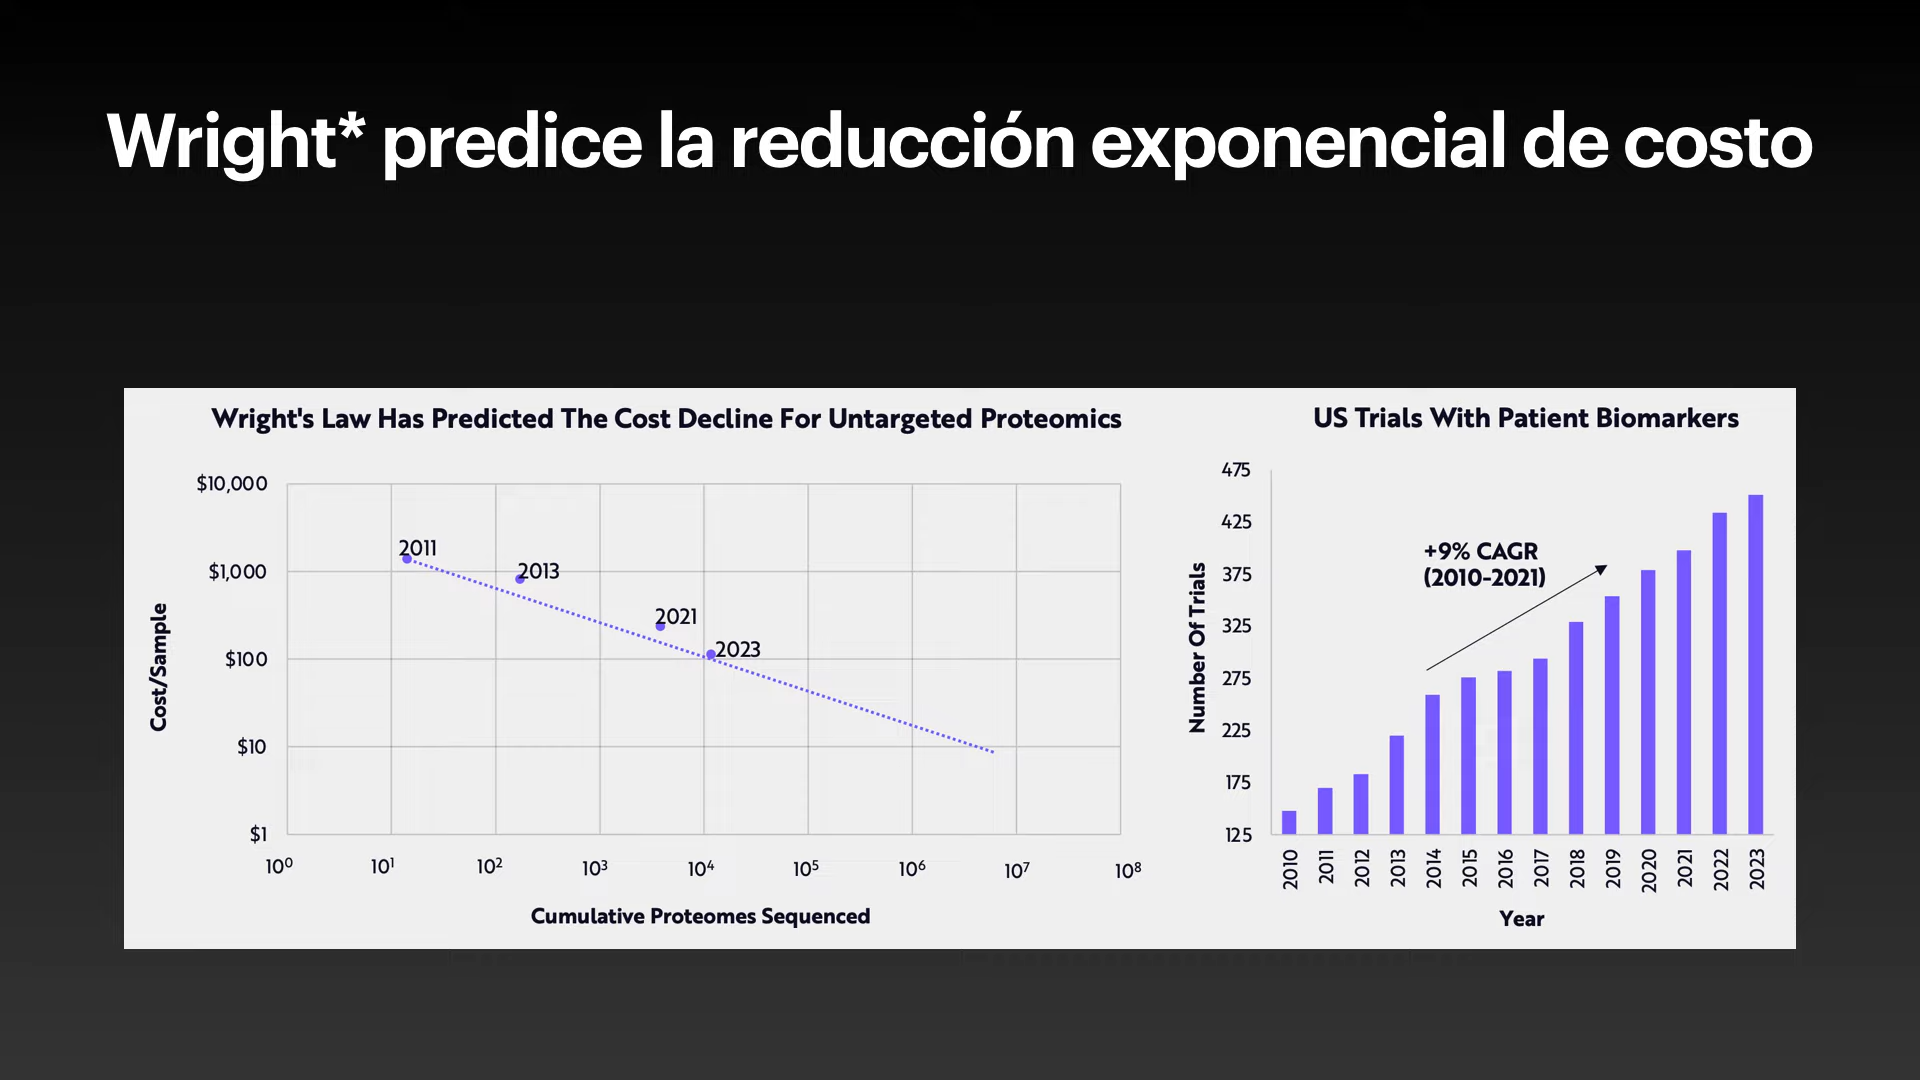 Wright* predice la reducción exponencial de costo
Wright's Law Has Predicted The Cost Decline For Untargeted Proteomics
$10,000
$1,000
$100
$10
$1
Cost/Sample
2011
2013
2021
2023
10⁰ 10¹ 10² 10³ 10⁴ 10⁵ 10⁶ 10⁷ 10⁸
Cumulative Proteomes Sequenced
US Trials With Patient Biomarkers
475
425
375
325
275
225
175
125
Number Of Trials
+9% CAGR
(2010-2021)
2010 2011 2012 2013 2014 2015 2016 2017 2018 2019 2020 2021 2022 2023
Year